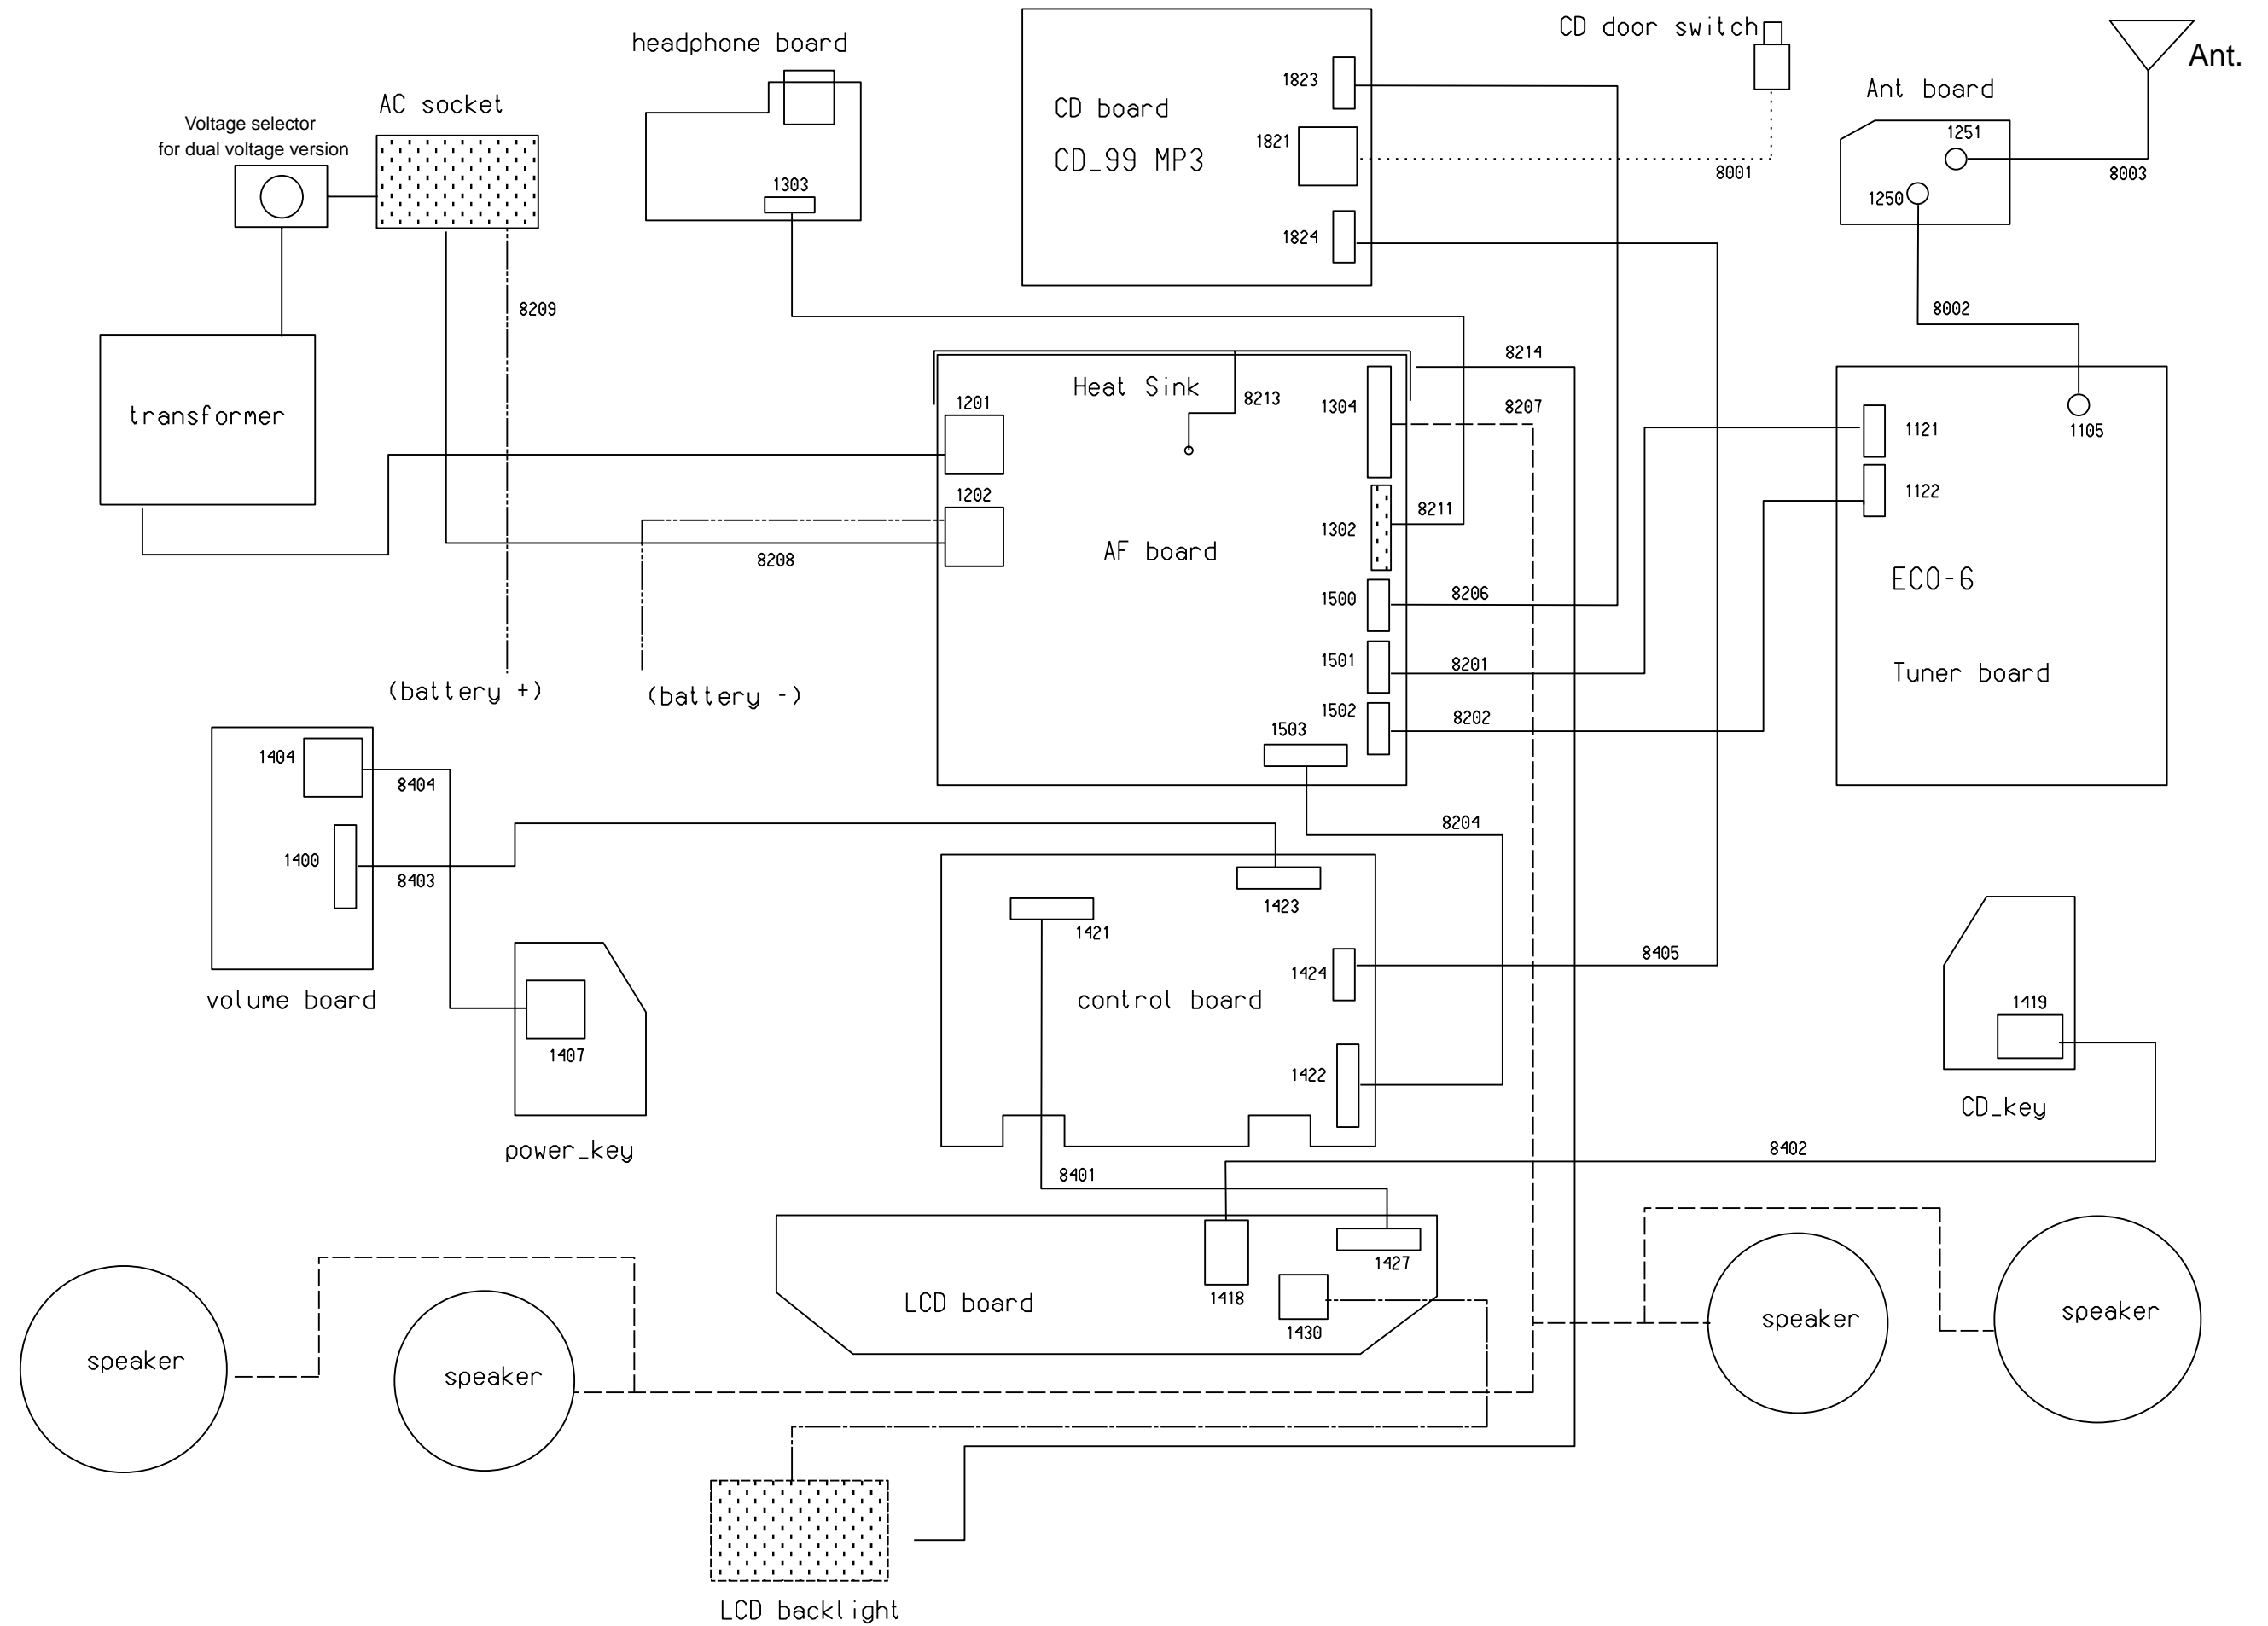 CD door switch
Ant.
headphone board
1823
Ant board
AC socket
CD board
Voltage selector
for dual voltage version
1251
1821
CD_99 MP3
8001
8003
1303
1250
1824
8209
8002
8214
Heat Sink
8213
1201
1304
8207
transformer
1121
1105
1202
1122
8211
1302
AF board
8208
ECO-6
8206
1500
8201
1501
Tuner board
(battery +)
(battery -)
1502
8202
1503
1404
8404
8204
1400
8403
1423
1421
8405
1424
volume board
control board
1419
1407
1422
CD_key
power_key
8402
8401
1427
LCD board
1418
1430
speaker
speaker
speaker
speaker
LCD backlight